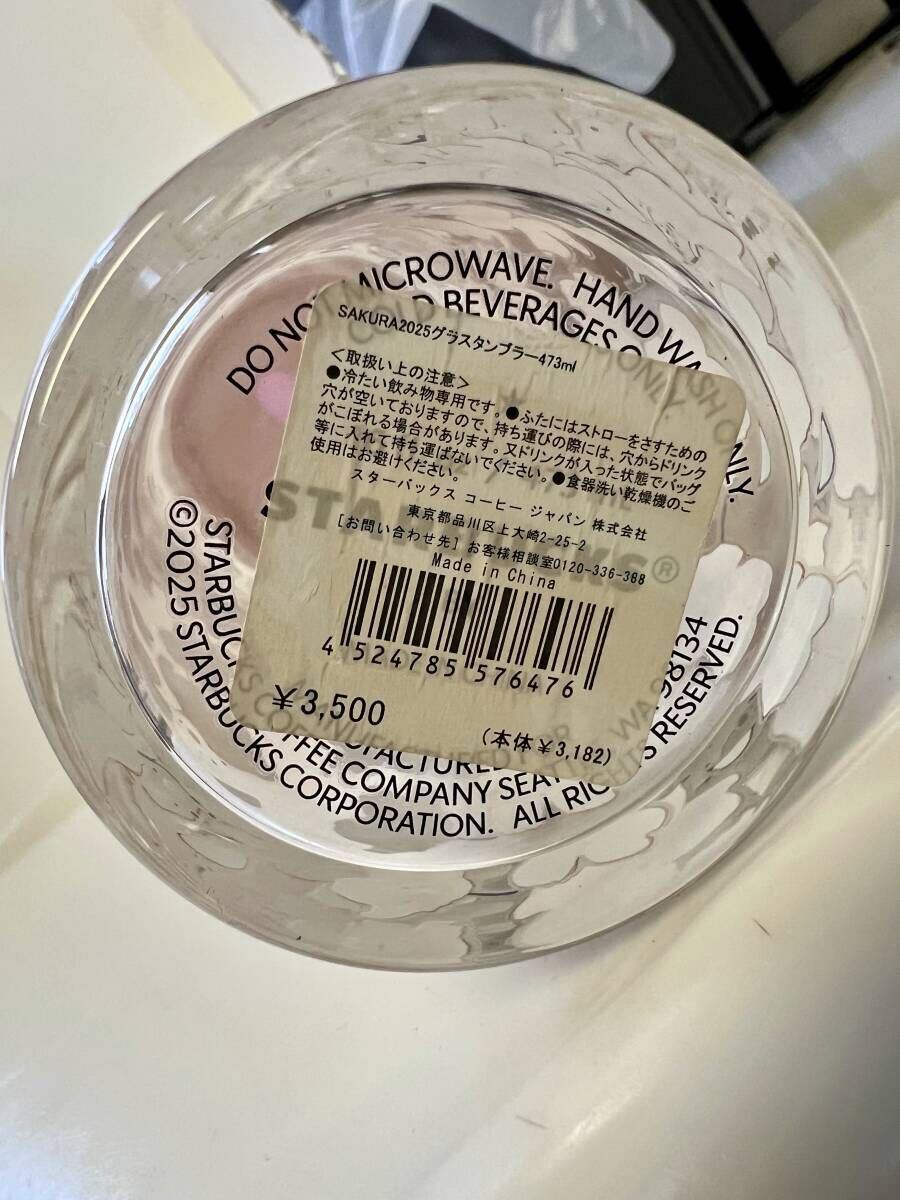 SAKURA2025グラスタンブラー473ml
<取扱い上の注意>
●冷たい飲み物専用です。●ふたにはストローをさすための
穴が空いておりますので、持ち運びの際には、穴からドリンク
がこぼれる場合があります。又ドリンクが入った状態でバッグ
等に入れて持ち運ばないでください。●食器洗い乾燥機のご
使用はお避けください。
スターバックス コーヒー ジャパン 株式会社
東京都品川区上大崎2-25-2
[お問い合わせ先] お客様相談室0120-336-388
Made in China
4 524785 576476
¥3,500
(本体¥3,182)
DO NOT MICROWAVE. HAND WASH ONLY.
COLD BEVERAGES ONLY.
STARBUCKS®
MANUFACTURED FOR
STARBUCKS COFFEE COMPANY SEATTLE, WA 98134
©2025 STARBUCKS CORPORATION. ALL RIGHTS RESERVED.